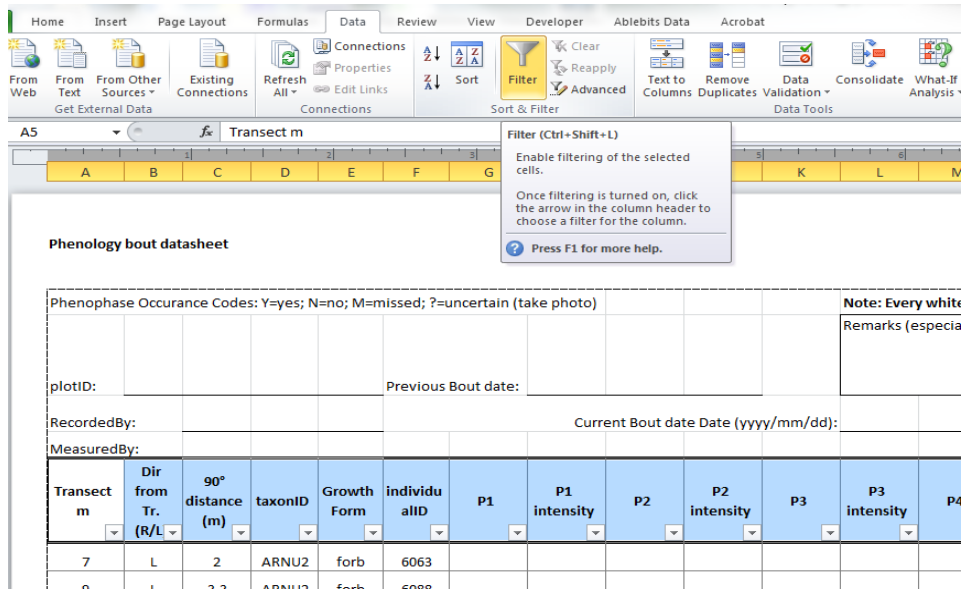 Home Insert Page Layout Formulas Data Review View Developer Ablebits Data Acrobat
Connections Clear
Properties Reapply
Edit Links Advanced
From Web From Text From Other Sources Existing Connections Refresh All Sort Filter Text to Columns Remove Duplicates Data Validation Consolidate What-If Analysis
Get External Data Connections Sort & Filter Data Tools
A5 fx Transect m
Filter (Ctrl+Shift+L)
Enable filtering of the selected
cells.
Once filtering is turned on, click
the arrow in the column header to
choose a filter for the column.
Press F1 for more help.
1 2 3 5 6
A B C D E F G K L M
Phenology bout datasheet
Phenophase Occurance Codes: Y=yes; N=no; M=missed; ?=uncertain (take photo) Note: Every white
Remarks (especia
plotID: Previous Bout date:
RecordedBy: Current Bout date Date (yyyy/mm/dd):
MeasuredBy:
Transect m Dir from Tr. (R/L 90° distance (m) taxonID Growth Form individualID P1 P1 intensity P2 P2 intensity P3 P3 intensity P4
7 L 2 ARNU2 forb 6063